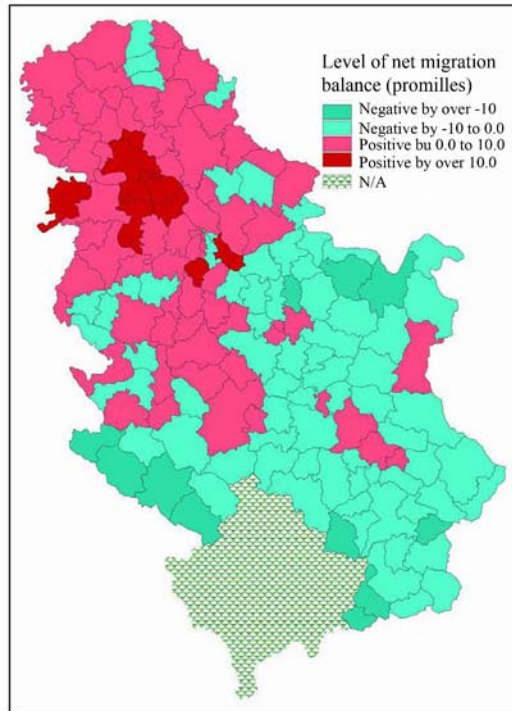 Level of net migration
balance (promilles)
Negative by over -10
Negative by -10 to 0.0
Positive bu 0.0 to 10.0
Positive by over 10.0
N/A